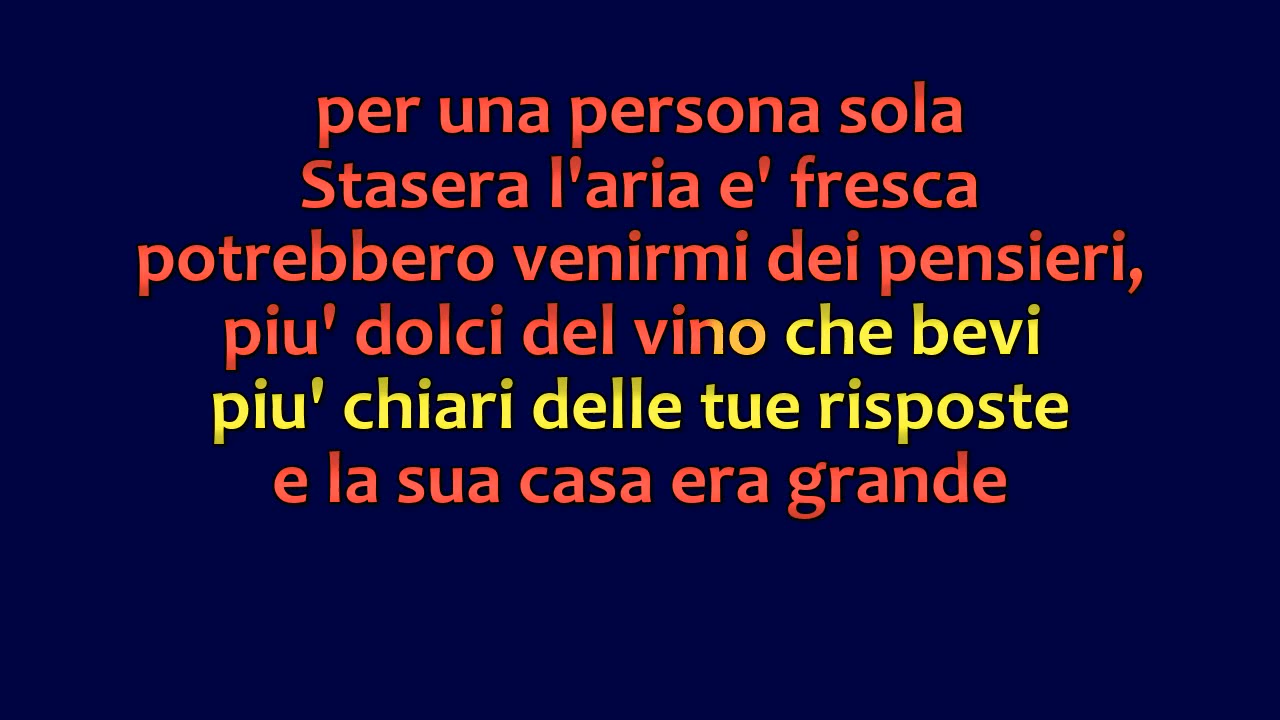 per una persona sola
Stasera l'aria e' fresca
potrebbero venirmi dei pensieri,
piu' dolci del vino che bevi
piu' chiari delle tue risposte
e la sua casa era grande